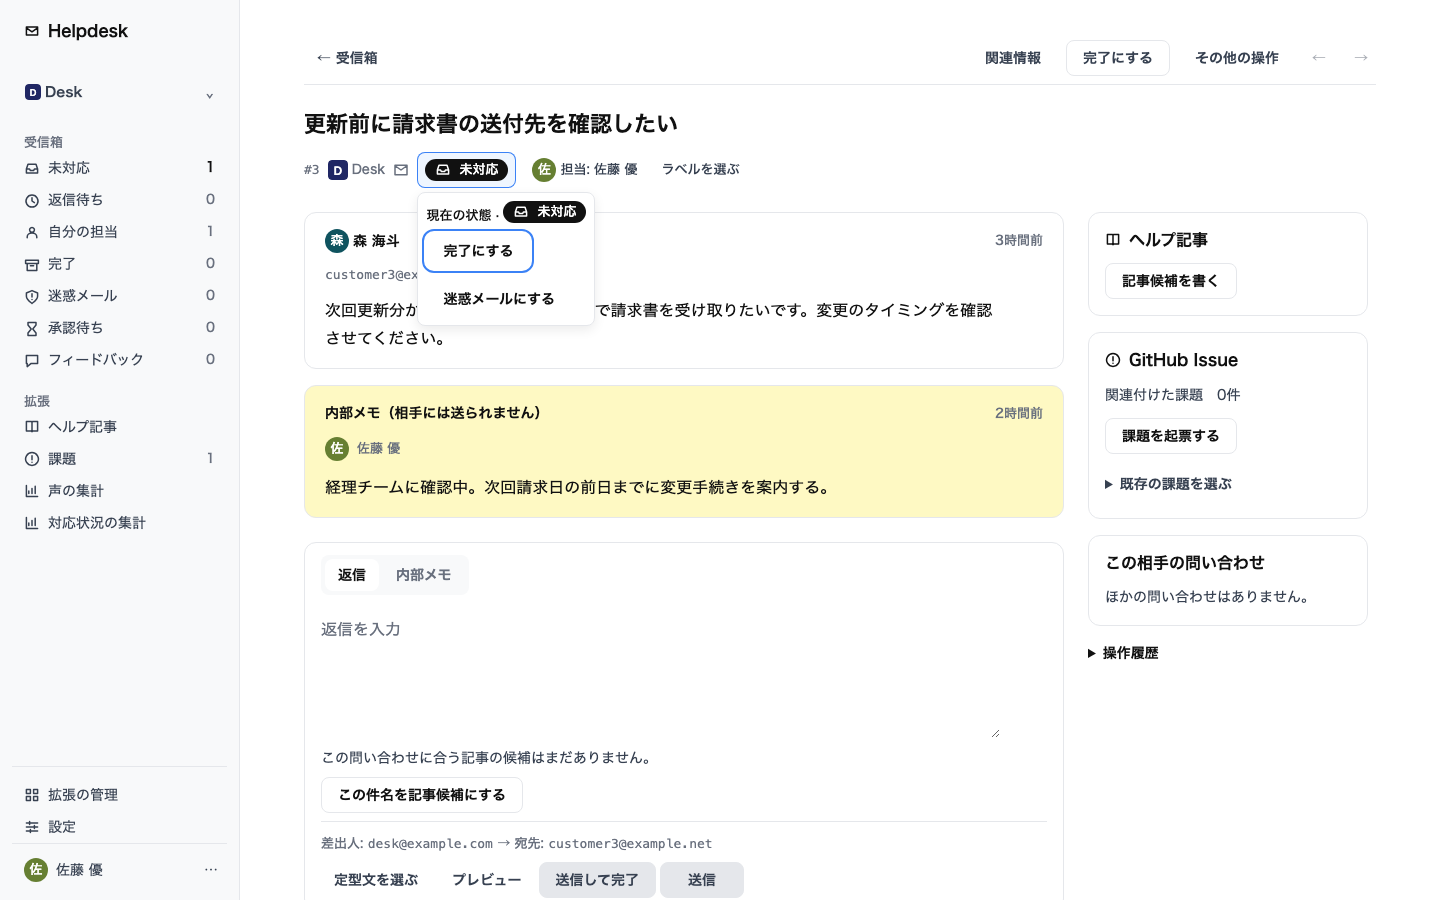 Helpdesk
D Desk
受信箱
未対応 1
返信待ち 0
自分の担当 1
完了 0
迷惑メール 0
承認待ち 0
フィードバック 0
拡張
ヘルプ記事
課題 1
声の集計
対応状況の集計
拡張の管理
設定
佐 佐藤 優 …
← 受信箱
関連情報 完了にする その他の操作 ← →
更新前に請求書の送付先を確認したい
#3 D Desk 未対応 佐 担当: 佐藤 優 ラベルを選ぶ
現在の状態 · 未対応
完了にする
迷惑メールにする
森 森 海斗 3時間前
customer3@ex
次回更新分か
で請求書を受け取りたいです。変更のタイミングを確認
させてください。
内部メモ（相手には送られません） 2時間前
佐 佐藤 優
経理チームに確認中。次回請求日の前日までに変更手続きを案内する。
返信 内部メモ
返信を入力
この問い合わせに合う記事の候補はまだありません。
この件名を記事候補にする
差出人: desk@example.com → 宛先: customer3@example.net
定型文を選ぶ プレビュー 送信して完了 送信
ヘルプ記事
記事候補を書く
GitHub Issue
関連付けた課題 0件
課題を起票する
▶ 既存の課題を選ぶ
この相手の問い合わせ
ほかの問い合わせはありません。
▶ 操作履歴